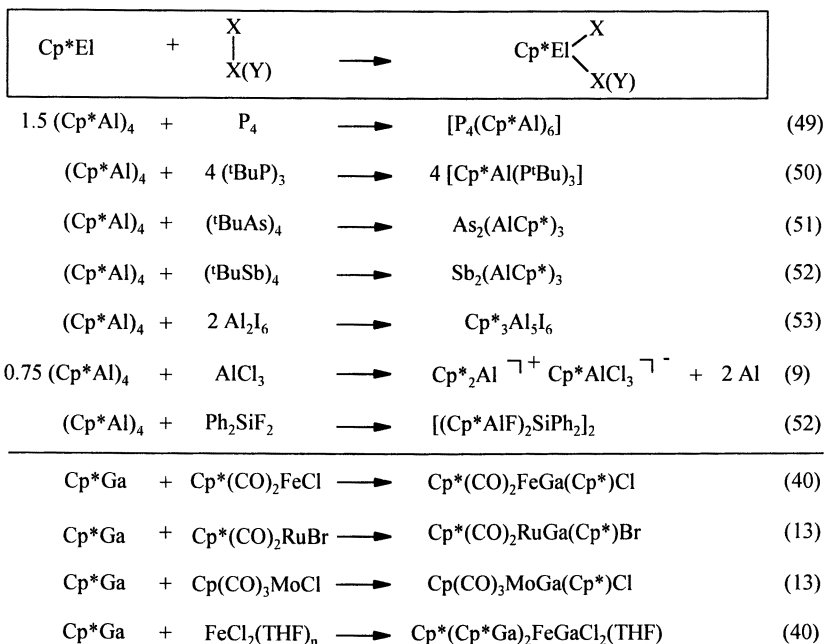 Cp*El + X–X(Y) ⟶ Cp*El(X)(X(Y))
1.5 (Cp*Al)₄ + P₄ ⟶ [P₄(Cp*Al)₆] (49)
(Cp*Al)₄ + 4 (ᵗBuP)₃ ⟶ 4 [Cp*Al(PᵗBu)₃] (50)
(Cp*Al)₄ + (ᵗBuAs)₄ ⟶ As₂(AlCp*)₃ (51)
(Cp*Al)₄ + (ᵗBuSb)₄ ⟶ Sb₂(AlCp*)₃ (52)
(Cp*Al)₄ + 2 Al₂I₆ ⟶ Cp*₃Al₅I₆ (53)
0.75 (Cp*Al)₄ + AlCl₃ ⟶ Cp*₂Al ¬⁺ Cp*AlCl₃ ¬⁻ + 2 Al (9)
(Cp*Al)₄ + Ph₂SiF₂ ⟶ [(Cp*AlF)₂SiPh₂]₂ (52)
Cp*Ga + Cp*(CO)₂FeCl ⟶ Cp*(CO)₂FeGa(Cp*)Cl (40)
Cp*Ga + Cp*(CO)₂RuBr ⟶ Cp*(CO)₂RuGa(Cp*)Br (13)
Cp*Ga + Cp(CO)₃MoCl ⟶ Cp(CO)₃MoGa(Cp*)Cl (13)
Cp*Ga + FeCl₂(THF)ₙ ⟶ Cp*(Cp*Ga)₂FeGaCl₂(THF) (40)